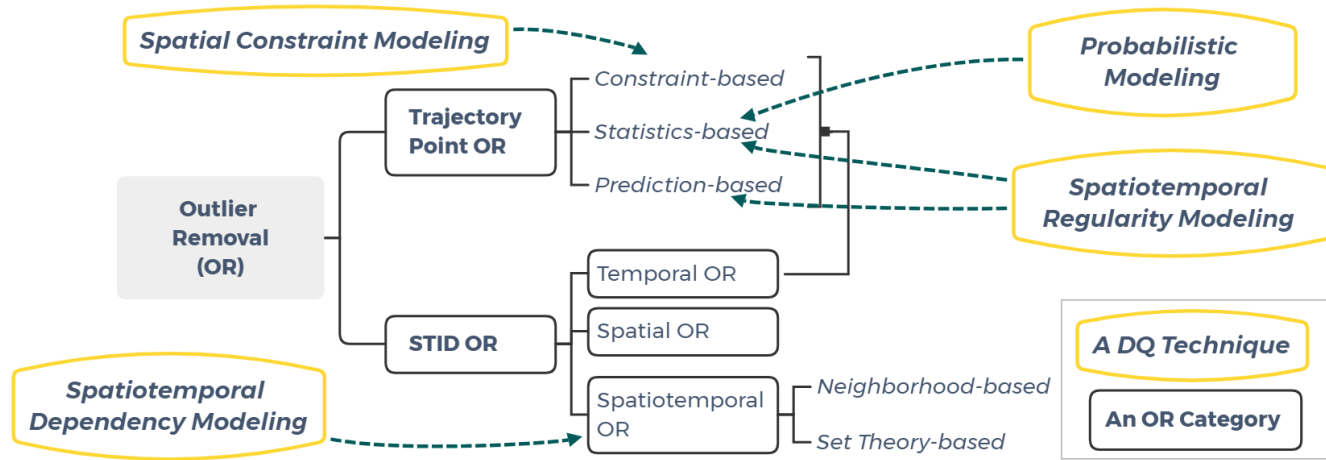 Spatial Constraint Modeling
Probabilistic
Modeling
Constraint-based
Trajectory
Point OR
Statistics-based
Prediction-based
Spatiotemporal
Regularity Modeling
Outlier
Removal
(OR)
Temporal OR
Spatial OR
STID OR
Spatiotemporal
OR
Neighborhood-based
Set Theory-based
Spatiotemporal
Dependency Modeling
A DQ Technique
An OR Category